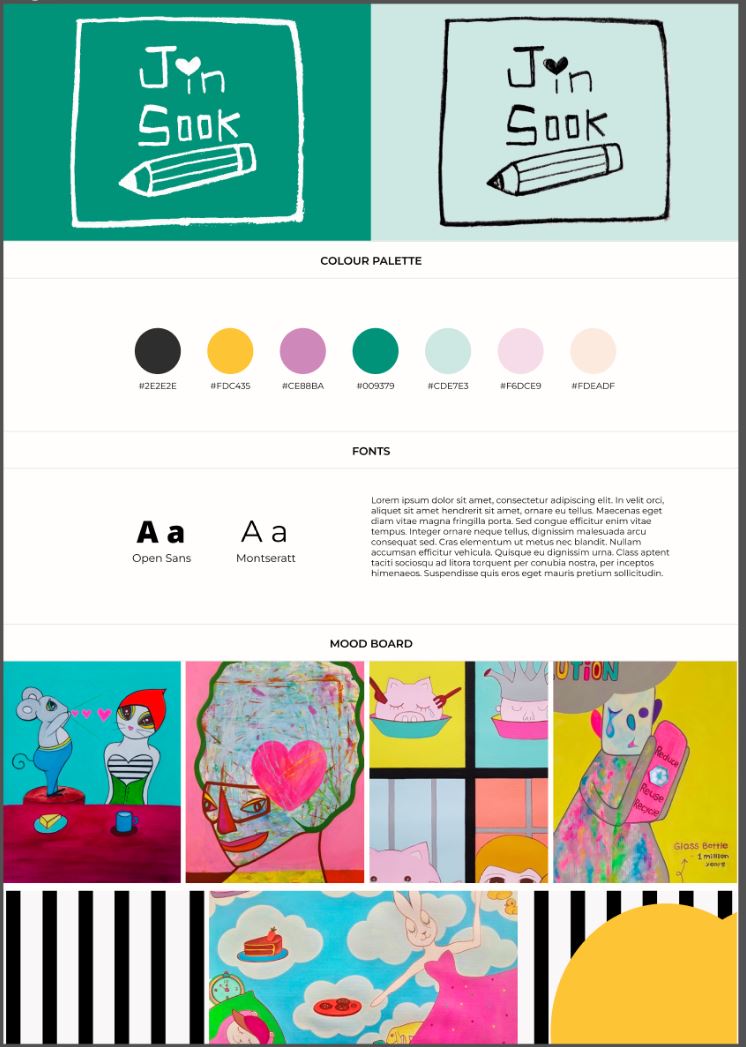 Jin
Sook
Jin
Sook
COLOUR PALETTE
#2E2E2E
#FDC435
#CE88BA
#009379
#CDE7E3
#F6DCE9
#FDEADF
FONTS
A a
Open Sans
A a
Montseratt
Lorem ipsum dolor sit amet, consectetur adipiscing elit. In velit orci,
aliquet sit amet hendrerit sit amet, ornare eu tellus. Maecenas eget
diam vitae magna fringilla porta. Sed congue efficitur enim vitae
tempus. Integer ornare neque tellus, dignissim malesuada arcu
consequat sed. Cras elementum ut metus nec blandit. Nullam
accumsan efficitur vehicula. Quisque eu dignissim urna. Class aptent
taciti sociosqu ad litora torquent per conubia nostra, per inceptos
himenaeos. Suspendisse quis eros eget mauris pretium sollicitudin.
MOOD BOARD
UTION
Reduce
Reuse
Recycle
Glass Bottle
- 1 million
years